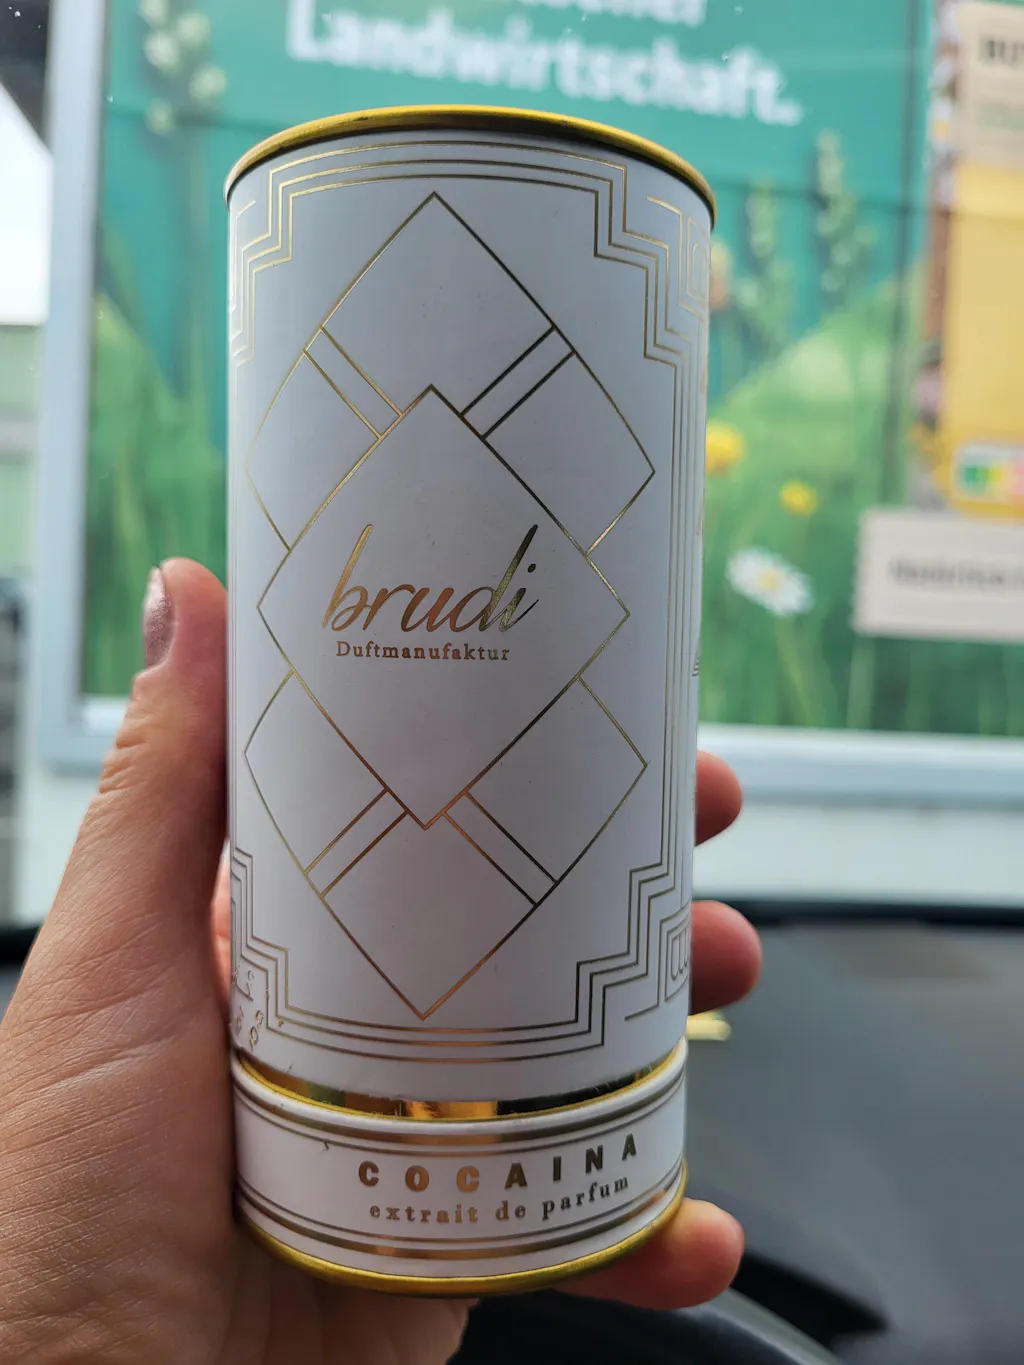 Landwirtschaft.
brudi
Duftmanufaktur
COCAINA
extrait de parfum